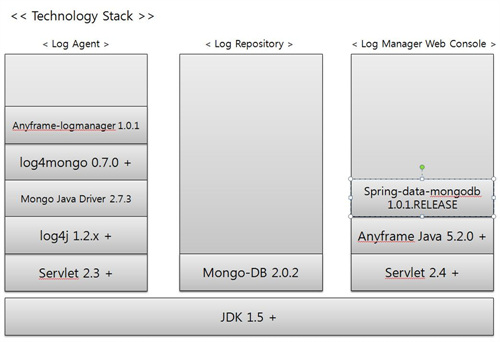 << Technology Stack >>
< Log Agent >
< Log Repository >
< Log Manager Web Console >
Anyframe-logmanager 1.0.1
log4mongo 0.7.0 +
Mongo Java Driver 2.7.3
log4j 1.2.x +
Servlet 2.3 +
Mongo-DB 2.0.2
Spring-data-mongodb
1.0.1.RELEASE
Anyframe Java 5.2.0 +
Servlet 2.4 +
JDK 1.5 +